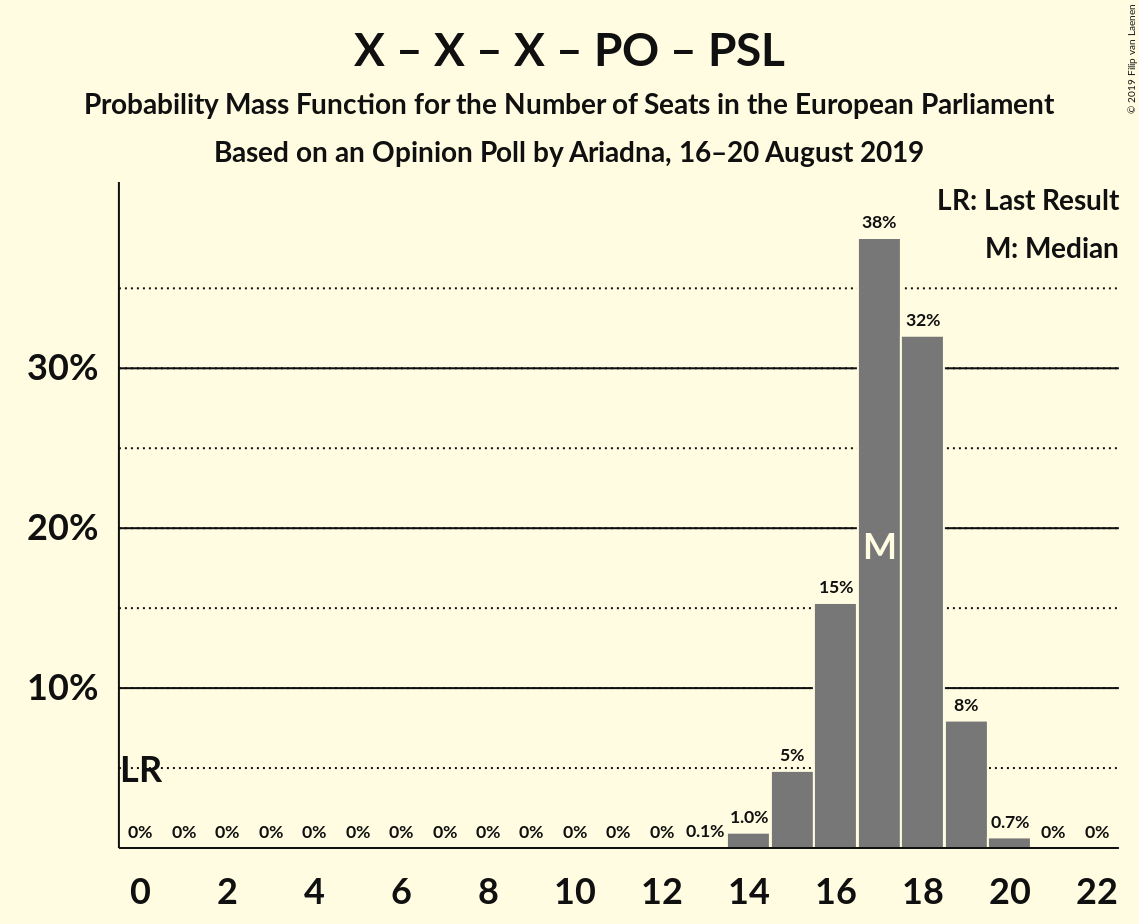 X – X – X – PO – PSL
Probability Mass Function for the Number of Seats in the European Parliament
Based on an Opinion Poll by Ariadna, 16–20 August 2019
© 2019 Filip van Laenen
LR: Last Result
M: Median
38%
32%
30%
20%
M
15%
10%
8%
5%
LR
0% 0% 0% 0% 0% 0% 0% 0% 0% 0% 0% 0% 0% 0.1% 1.0% 0.7% 0% 0%
0 2 4 6 8 10 12 14 16 18 20 22